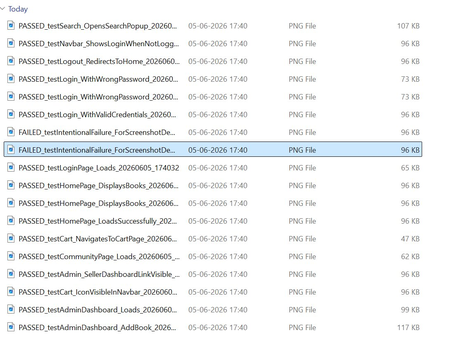 Today
PASSED_testSearch_OpensSearchPopup_20260... 05-06-2026 17:40 PNG File 107 KB
PASSED_testNavbar_ShowsLoginWhenNotLogg... 05-06-2026 17:40 PNG File 96 KB
PASSED_testLogout_RedirectsToHome_2026060... 05-06-2026 17:40 PNG File 96 KB
PASSED_testLogin_WithWrongPassword_20260... 05-06-2026 17:40 PNG File 73 KB
PASSED_testLogin_WithWrongPassword_20260... 05-06-2026 17:40 PNG File 73 KB
PASSED_testLogin_WithValidCredentials_20260... 05-06-2026 17:40 PNG File 96 KB
FAILED_testIntentionalFailure_ForScreenshotDe... 05-06-2026 17:40 PNG File 96 KB
FAILED_testIntentionalFailure_ForScreenshotDe... 05-06-2026 17:40 PNG File 96 KB
PASSED_testLoginPage_Loads_20260605_174032 05-06-2026 17:40 PNG File 65 KB
PASSED_testHomePage_DisplaysBooks_202606... 05-06-2026 17:40 PNG File 96 KB
PASSED_testHomePage_DisplaysBooks_202606... 05-06-2026 17:40 PNG File 96 KB
PASSED_testHomePage_LoadsSuccessfully_202... 05-06-2026 17:40 PNG File 96 KB
PASSED_testCart_NavigatesToCartPage_202606... 05-06-2026 17:40 PNG File 47 KB
PASSED_testCommunityPage_Loads_20260605_... 05-06-2026 17:40 PNG File 62 KB
PASSED_testAdmin_SellerDashboardLinkVisible_... 05-06-2026 17:40 PNG File 96 KB
PASSED_testCart_IconVisibleInNavbar_2026060... 05-06-2026 17:40 PNG File 96 KB
PASSED_testAdminDashboard_Loads_2026060... 05-06-2026 17:40 PNG File 99 KB
PASSED_testAdminDashboard_AddBook_2026... 05-06-2026 17:40 PNG File 117 KB